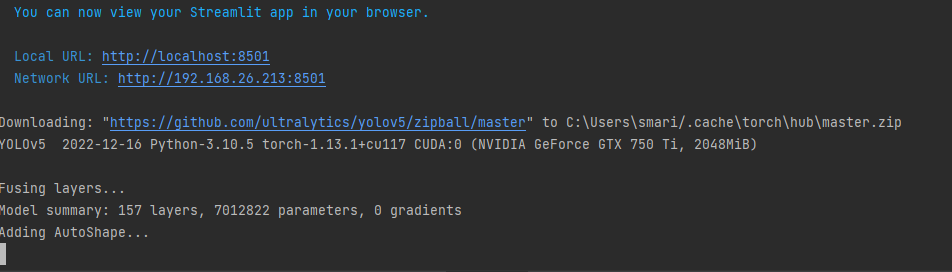 You can now view your Streamlit app in your browser.
Local URL: http://localhost:8501
Network URL: http://192.168.26.213:8501
Downloading: "https://github.com/ultralytics/yolov5/zipball/master" to C:\Users\smari/.cache\torch\hub\master.zip
YOLOv5  2022-12-16 Python-3.10.5 torch-1.13.1+cu117 CUDA:0 (NVIDIA GeForce GTX 750 Ti, 2048MiB)
Fusing layers...
Model summary: 157 layers, 7012822 parameters, 0 gradients
Adding AutoShape...